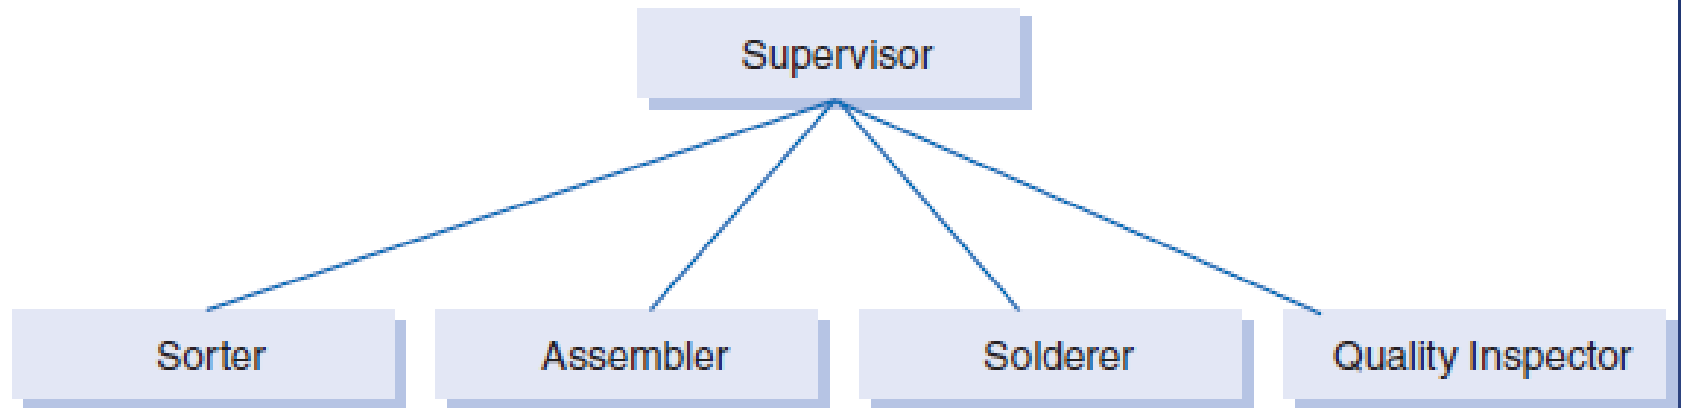 Supervisor
Sorter
Assembler
Solderer
Quality Inspector